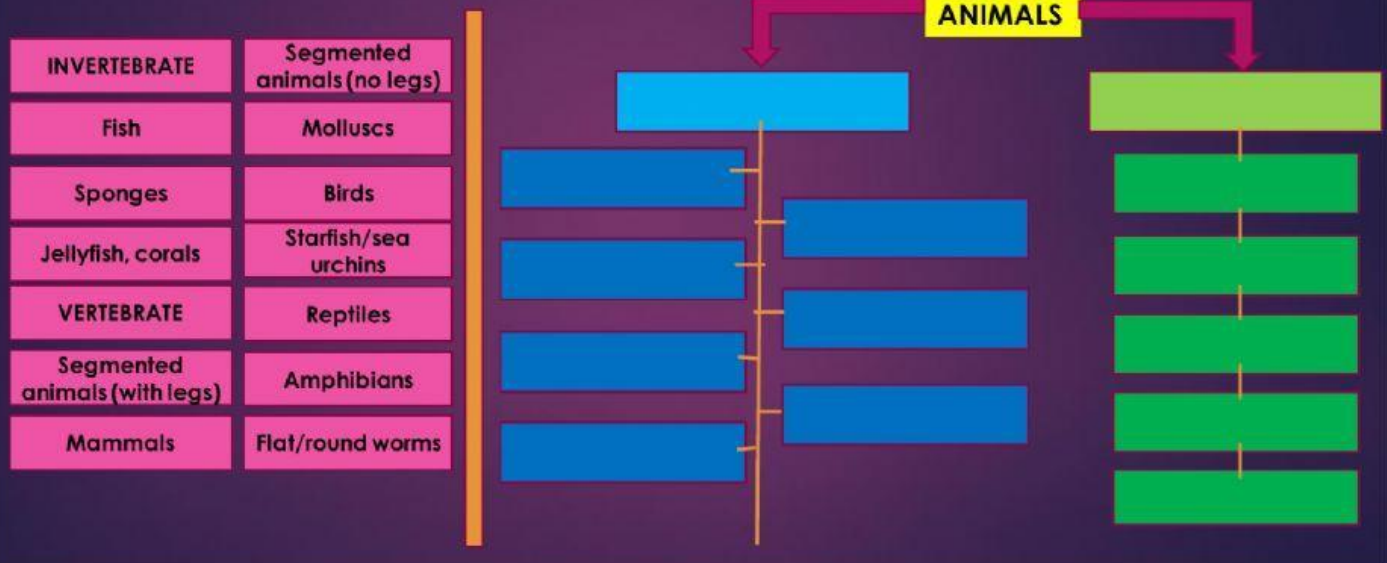 ANIMALS
INVERTEBRATE
Segmented
animals (no legs)
Fish
Molluscs
Sponges
Birds
Jellyfish, corals
Starfish/sea
urchins
VERTEBRATE
Reptiles
Segmented
animals (with legs)
Amphibians
Mammals
Flat/round worms